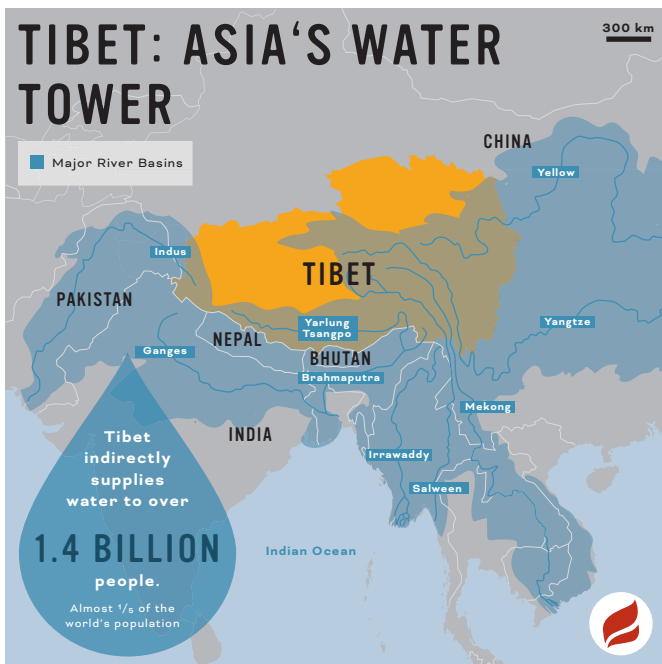 TIBET: ASIA‘S WATER
TOWER
300 km
Major River Basins
CHINA
Yellow
Indus
TIBET
PAKISTAN
Yarlung
Tsangpo
Yangtze
NEPAL
Ganges
BHUTAN
Brahmaputra
Mekong
INDIA
Irrawaddy
Salween
Tibet
indirectly
supplies
water to over
1.4 BILLION
people.
Almost ¹/₅ of the
world's population
Indian Ocean